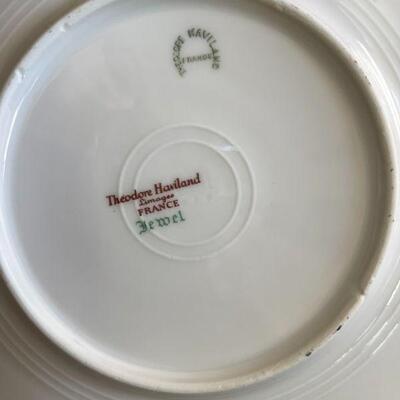 THEODORE HAVILAND
FRANCE
Theodore Haviland
Limoges
FRANCE
Jewel